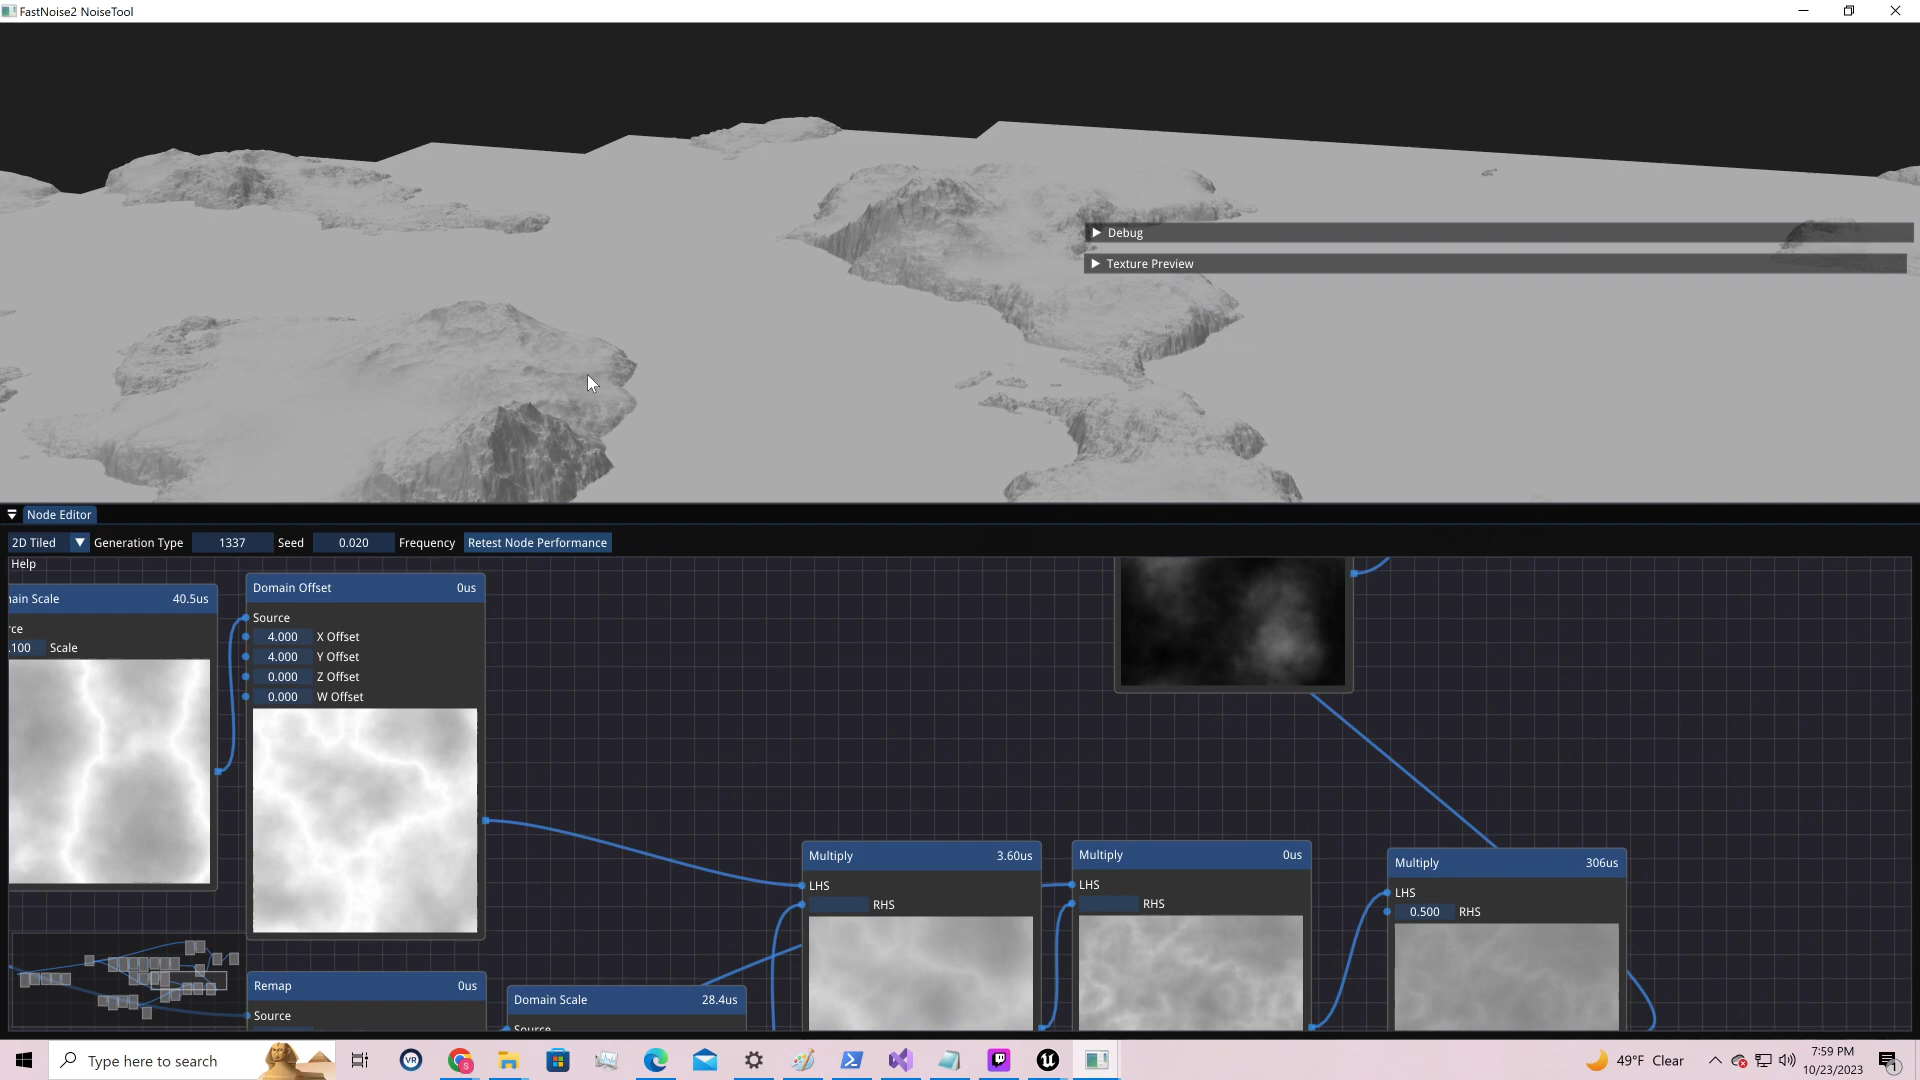 FastNoise2 NoiseTool
Debug
Texture Preview
Node Editor
2D Tiled Generation Type 1337 Seed 0.020 Frequency Retest Node Performance
Help
ain Scale 40.5us
rce
.100 Scale
Domain Offset 0us
Source
4.000 X Offset
4.000 Y Offset
0.000 Z Offset
0.000 W Offset
Multiply 3.60us
LHS
RHS
Multiply 0us
LHS
RHS
Multiply 306us
LHS
0.500 RHS
Remap 0us
Source
Domain Scale 28.4us
Source
Type here to search
VR
S
49°F Clear
7:59 PM
10/23/2023
1